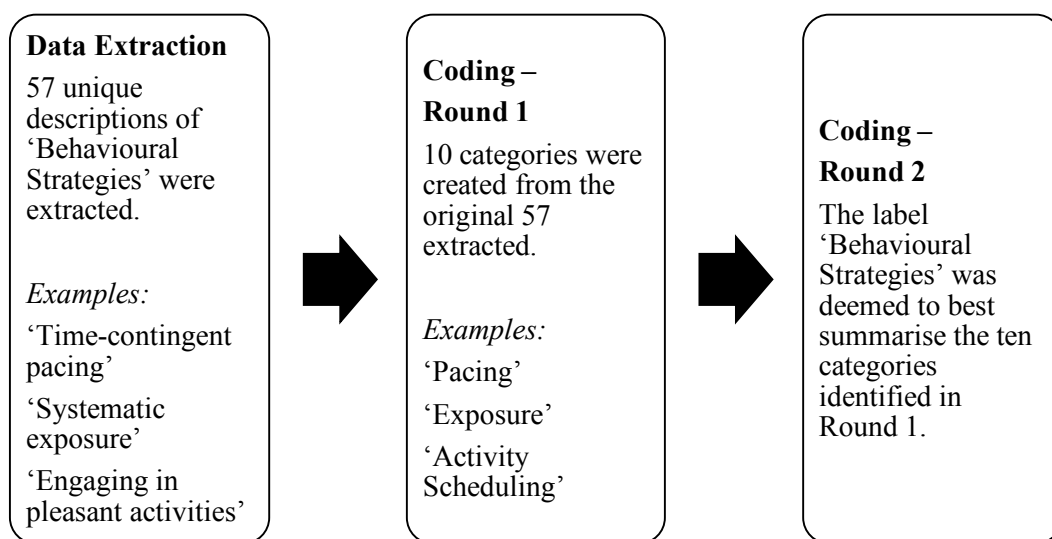 Data Extraction
57 unique
descriptions of
‘Behavioural
Strategies’ were
extracted.
Examples:
‘Time-contingent
pacing’
‘Systematic
exposure’
‘Engaging in
pleasant activities’
Coding –
Round 1
10 categories were
created from the
original 57
extracted.
Examples:
‘Pacing’
‘Exposure’
‘Activity
Scheduling’
Coding –
Round 2
The label
‘Behavioural
Strategies’ was
deemed to best
summarise the ten
categories
identified in
Round 1.